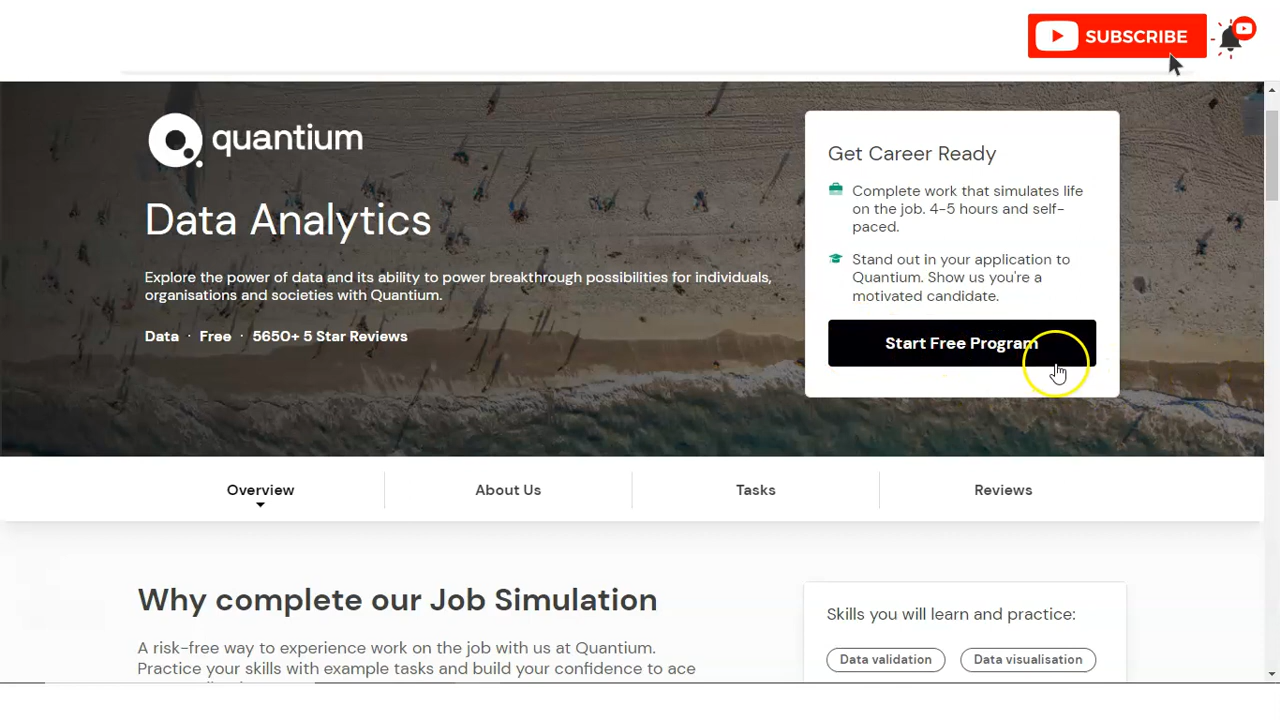 SUBSCRIBE
quantium
Data Analytics
Explore the power of data and its ability to power breakthrough possibilities for individuals,
organisations and societies with Quantium.
Data · Free · 5650+ 5 Star Reviews
Get Career Ready
Complete work that simulates life
on the job. 4-5 hours and self-
paced.
Stand out in your application to
Quantium. Show us you're a
motivated candidate.
Start Free Program
Overview
About Us
Tasks
Reviews
Why complete our Job Simulation
A risk-free way to experience work on the job with us at Quantium.
Practice your skills with example tasks and build your confidence to ace
Skills you will learn and practice:
Data validation
Data visualisation